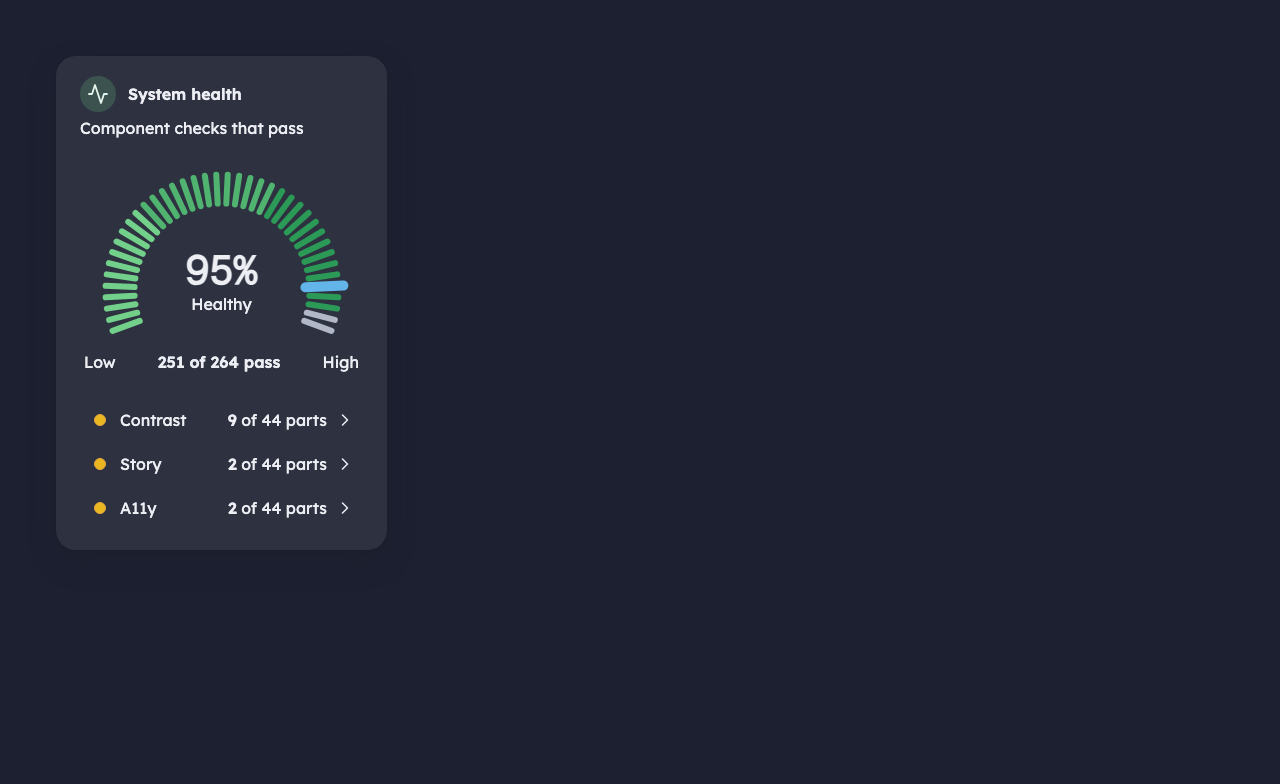 System health
Component checks that pass
95%
Healthy
Low 251 of 264 pass High
Contrast 9 of 44 parts
Story 2 of 44 parts
A11y 2 of 44 parts